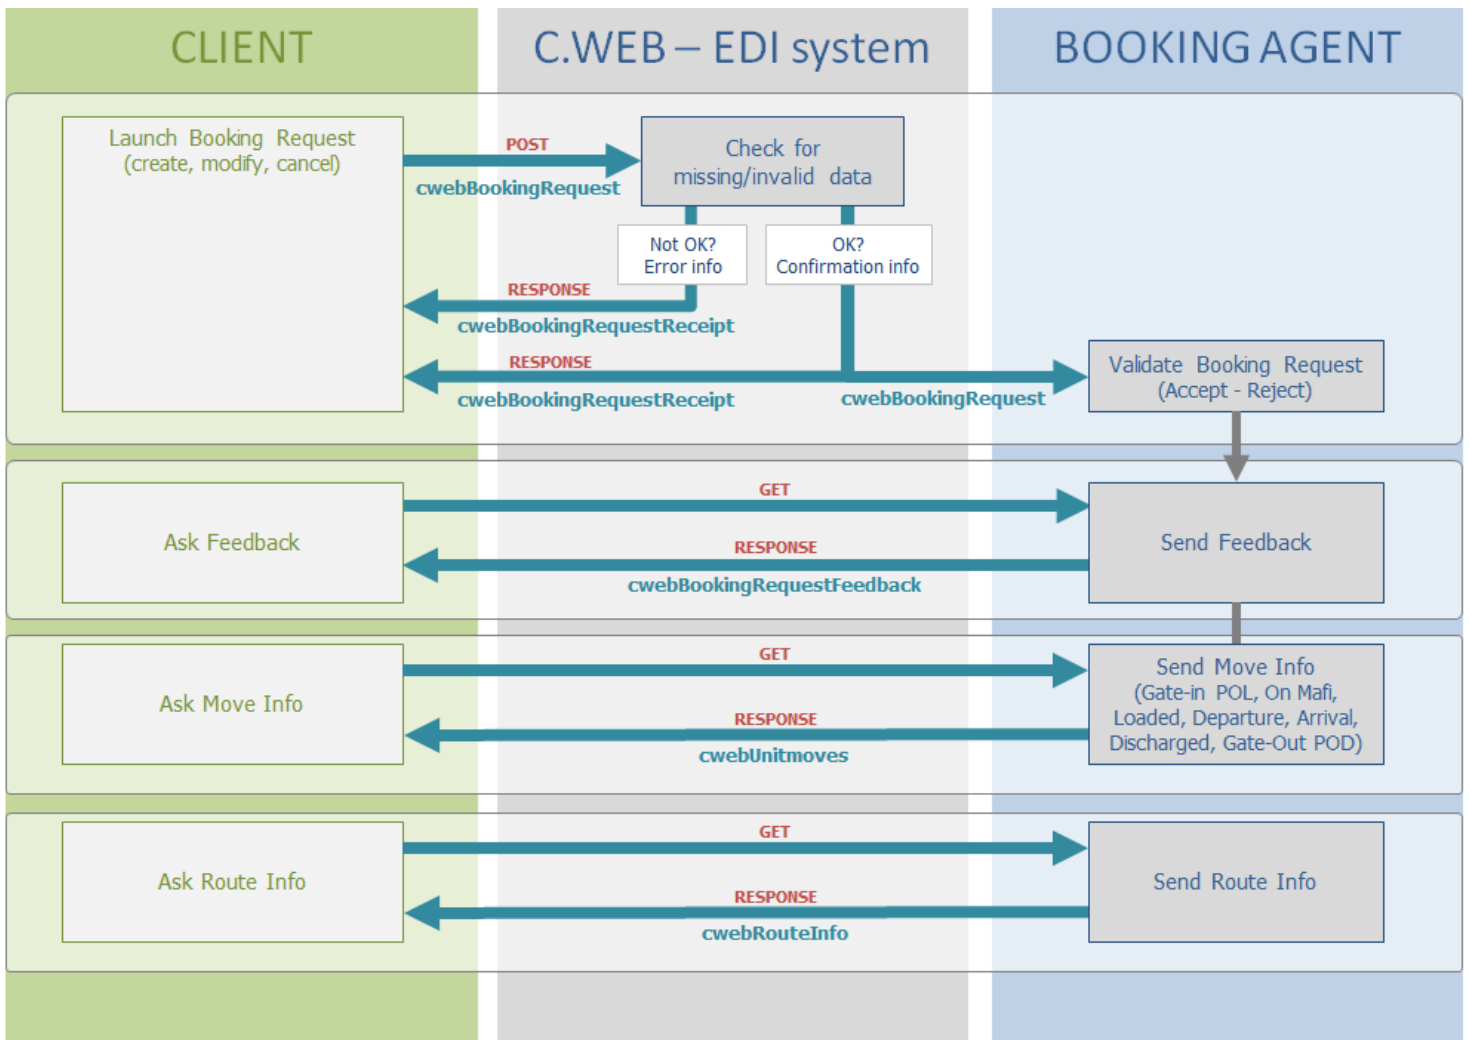 CLIENT
C.WEB – EDI system
BOOKING AGENT
Launch Booking Request
(create, modify, cancel)
POST
cwebBookingRequest
Check for
missing/invalid data
Not OK?
Error info
OK?
Confirmation info
RESPONSE
cwebBookingRequestReceipt
RESPONSE
cwebBookingRequestReceipt
cwebBookingRequest
Validate Booking Request
(Accept - Reject)
Ask Feedback
GET
RESPONSE
cwebBookingRequestFeedback
Send Feedback
Ask Move Info
GET
RESPONSE
cwebUnitmoves
Send Move Info
(Gate-in POL, On Mafi,
Loaded, Departure, Arrival,
Discharged, Gate-Out POD)
Ask Route Info
GET
RESPONSE
cwebRouteInfo
Send Route Info